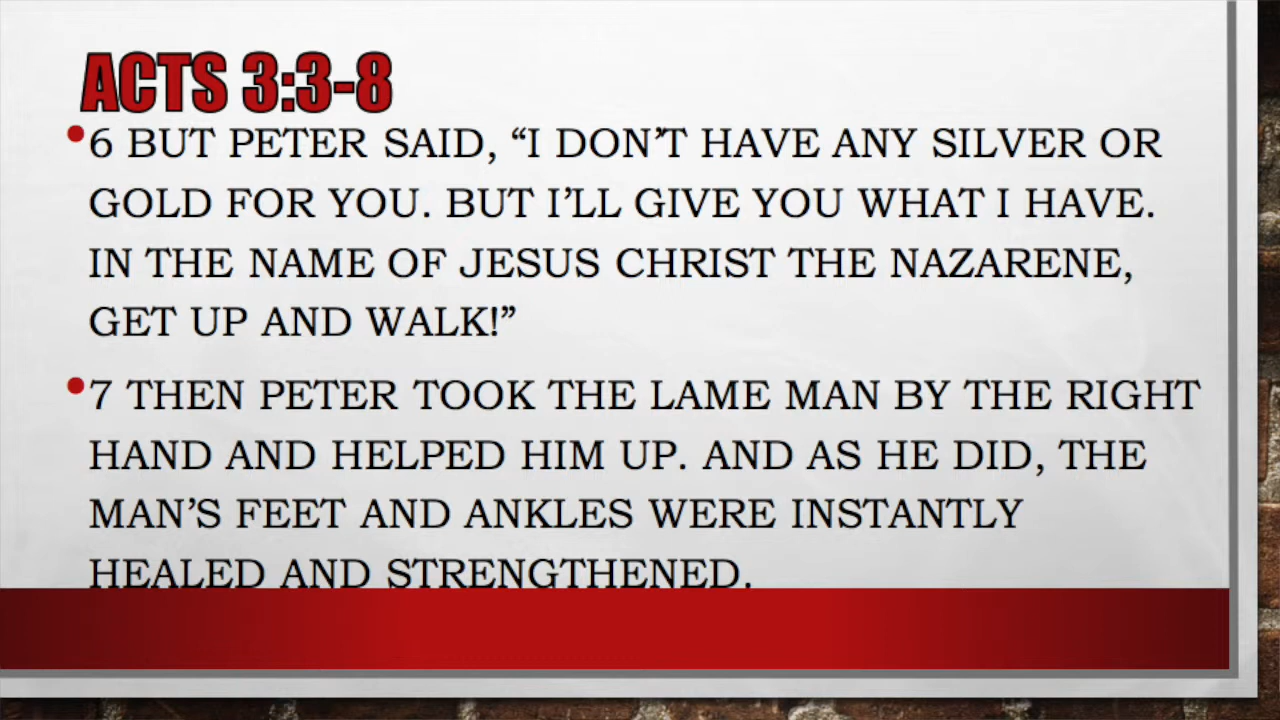 ACTS 3:3-8
•6 BUT PETER SAID, “I DON’T HAVE ANY SILVER OR
GOLD FOR YOU. BUT I’LL GIVE YOU WHAT I HAVE.
IN THE NAME OF JESUS CHRIST THE NAZARENE,
GET UP AND WALK!”
•7 THEN PETER TOOK THE LAME MAN BY THE RIGHT
HAND AND HELPED HIM UP. AND AS HE DID, THE
MAN’S FEET AND ANKLES WERE INSTANTLY
HEALED AND STRENGTHENED.